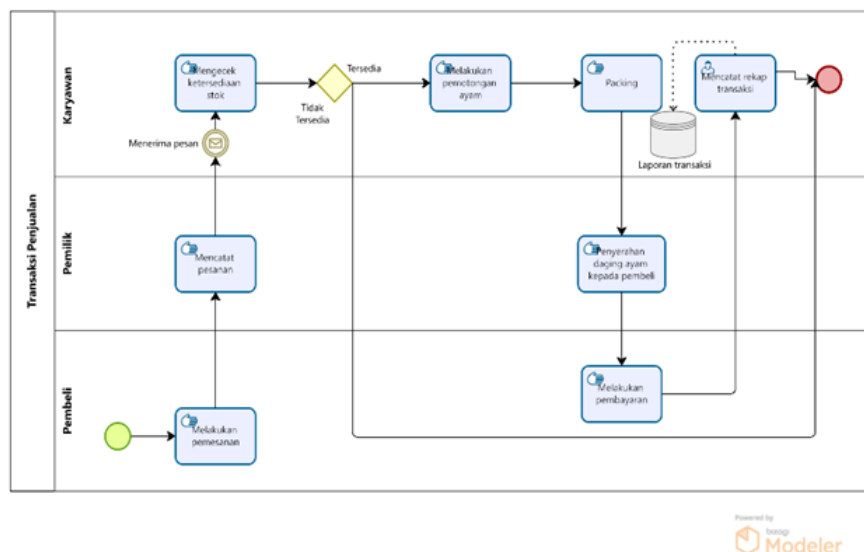 Transaksi Penjualan
Karyawan
Mengecek
ketersediaan
stok
Menerima pesan
Tersedia
Tidak
Tersedia
Melakukan
pemotongan
ayam
Packing
Mencatat rekap
transaksi
Laporan transaksi
Pemilik
Mencatat
pesanan
Penyerahan
daging ayam
kepada pembeli
Pembeli
Melakukan
pemesanan
Melakukan
pembayaran
Powered by
bizagi
Modeler